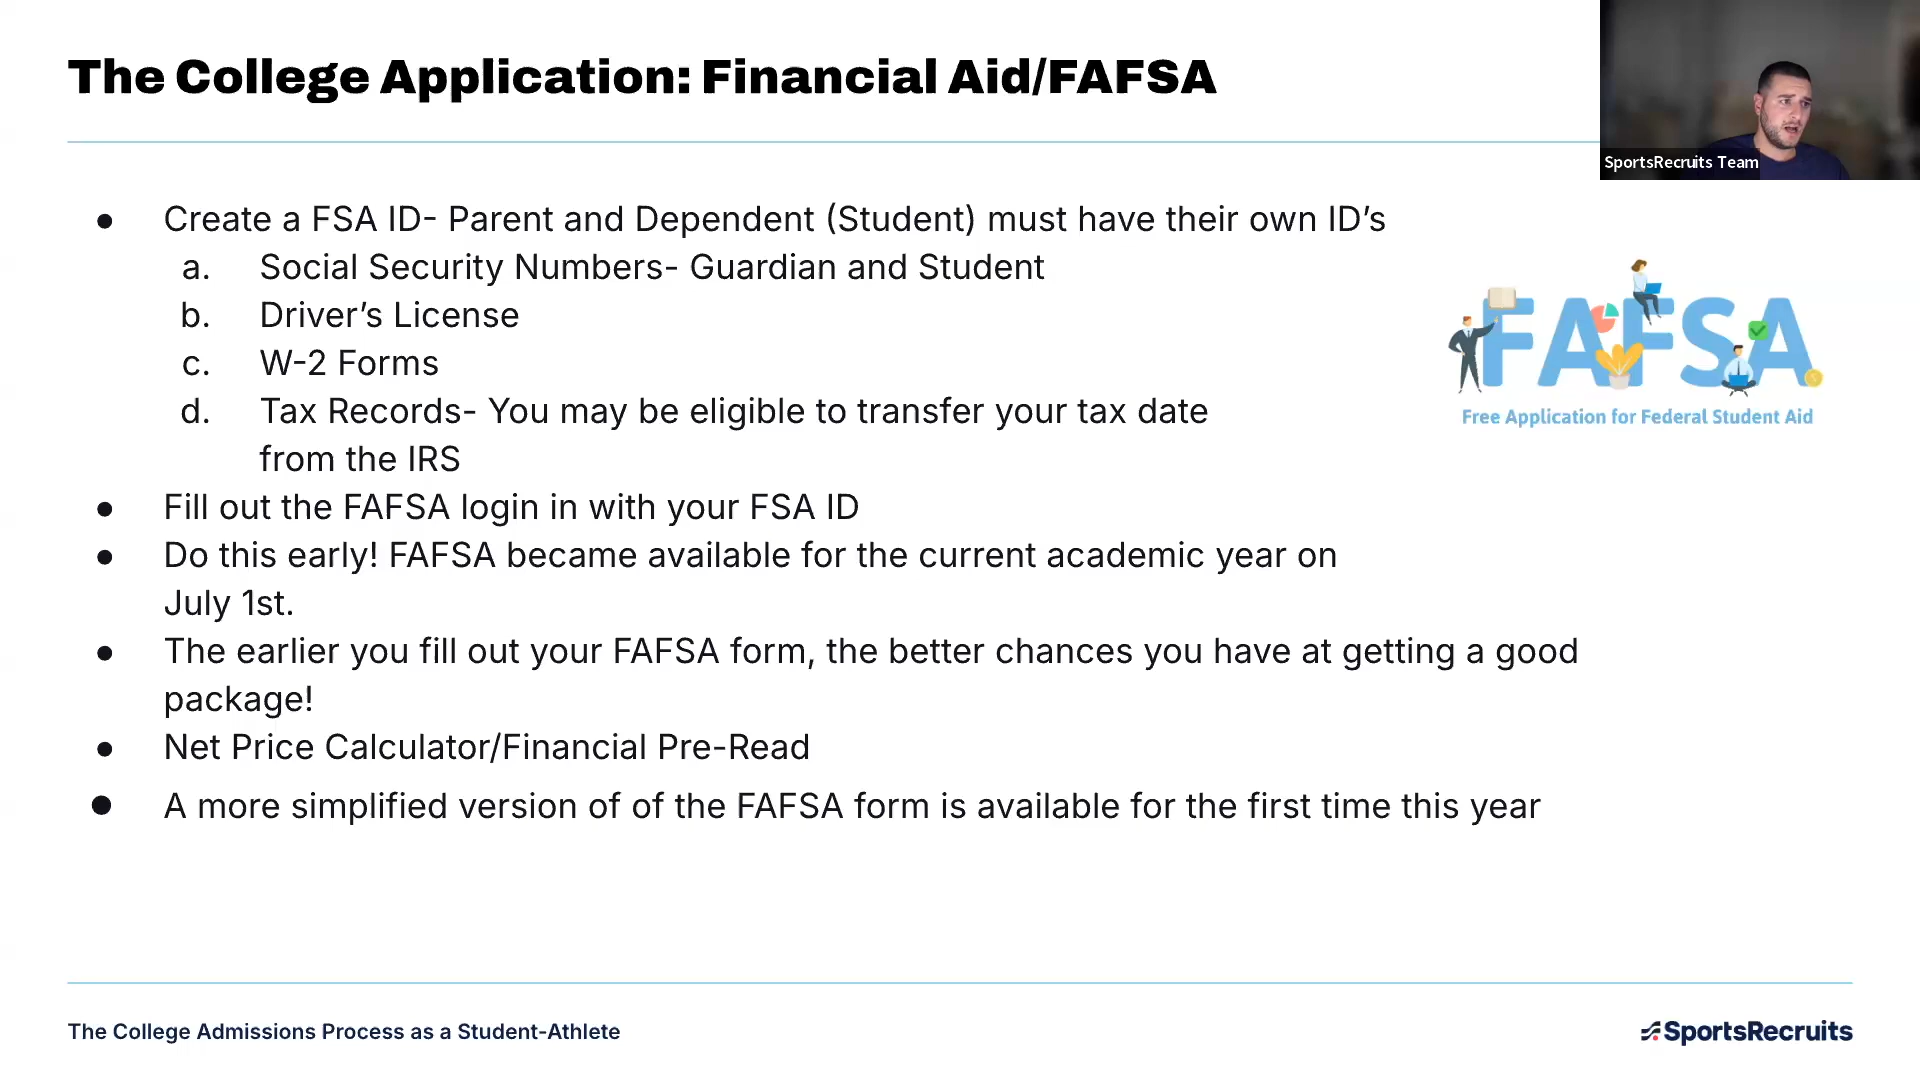 The College Application: Financial Aid/FAFSA
SportsRecruits Team
● Create a FSA ID- Parent and Dependent (Student) must have their own ID’s
a. Social Security Numbers- Guardian and Student
b. Driver’s License
c. W-2 Forms
d. Tax Records- You may be eligible to transfer your tax date
from the IRS
FAFSA
Free Application for Federal Student Aid
● Fill out the FAFSA login in with your FSA ID
● Do this early! FAFSA became available for the current academic year on
July 1st.
● The earlier you fill out your FAFSA form, the better chances you have at getting a good
package!
● Net Price Calculator/Financial Pre-Read
● A more simplified version of of the FAFSA form is available for the first time this year
The College Admissions Process as a Student-Athlete
SportsRecruits